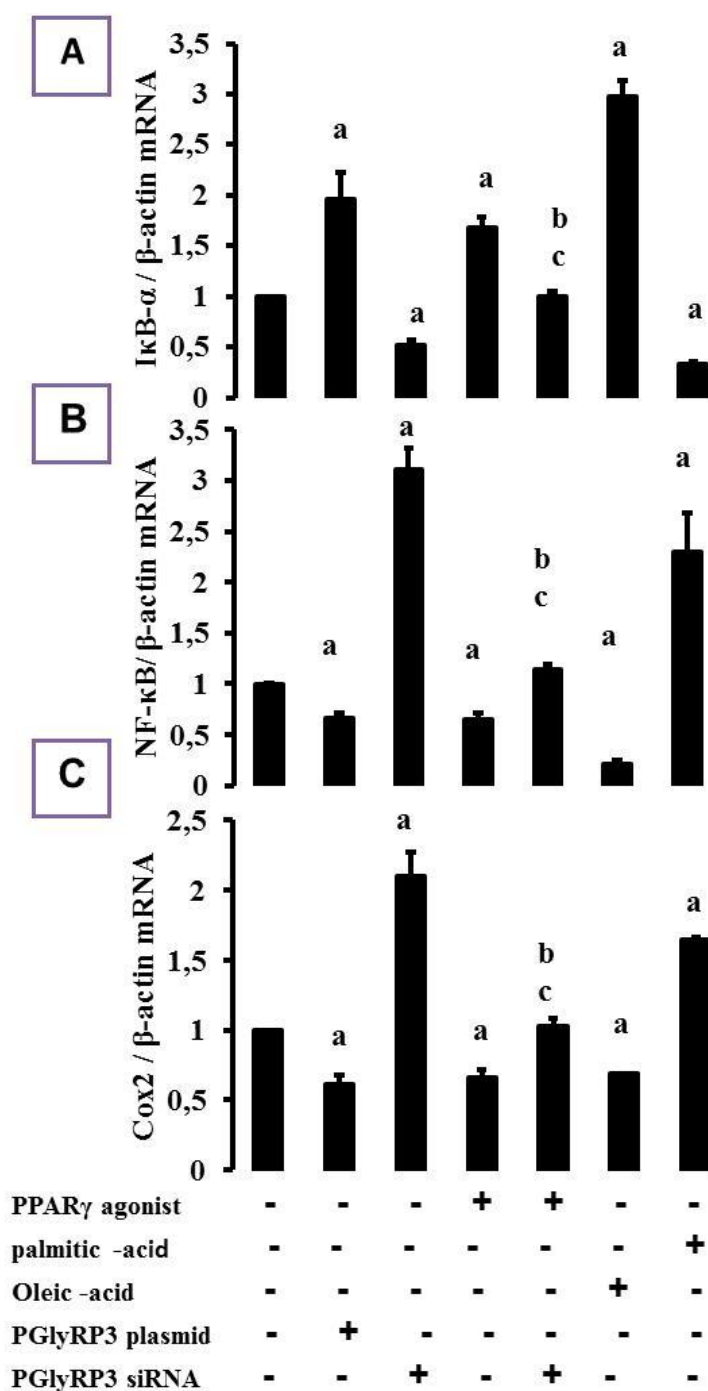 A
IκB-α / β-actin mRNA
3,5
3
2,5
2
1,5
1
0,5
0
a
a
a
b
c
a
a
a
B
NF-κB/ β-actin mRNA
3,5
3
2,5
2
1,5
1
0,5
0
a
a
a
b
c
a
a
C
Cox2 / β-actin mRNA
2,5
2
1,5
1
0,5
0
a
a
a
b
c
a
a
PPARγ agonist - - - + + - -
palmitic -acid - - - - - - +
Oleic -acid - - - - - + -
PGlyRP3 plasmid - + - - - - -
PGlyRP3 siRNA - - + - + - -